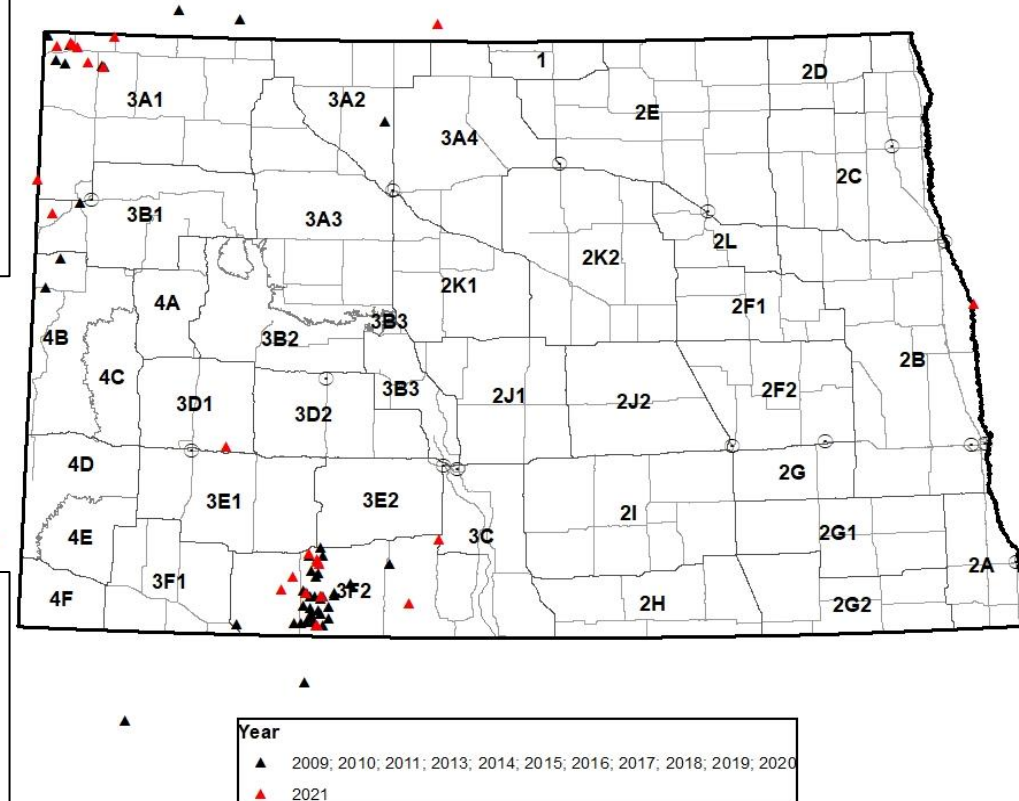 1
2D
3A1
3A2
2E
3A4
2C
3B1
3A3
2L
2K2
2K1
4A
2F1
3B3
4B
3B2
2B
4C
3B3
2F2
2J1
2J2
3D1
3D2
4D
2G
3E1
3E2
2I
2G1
4E
3C
2A
3F1
3F2
4F
2H
2G2
Year
2009; 2010; 2011; 2013; 2014; 2015; 2016; 2017; 2018; 2019; 2020
2021